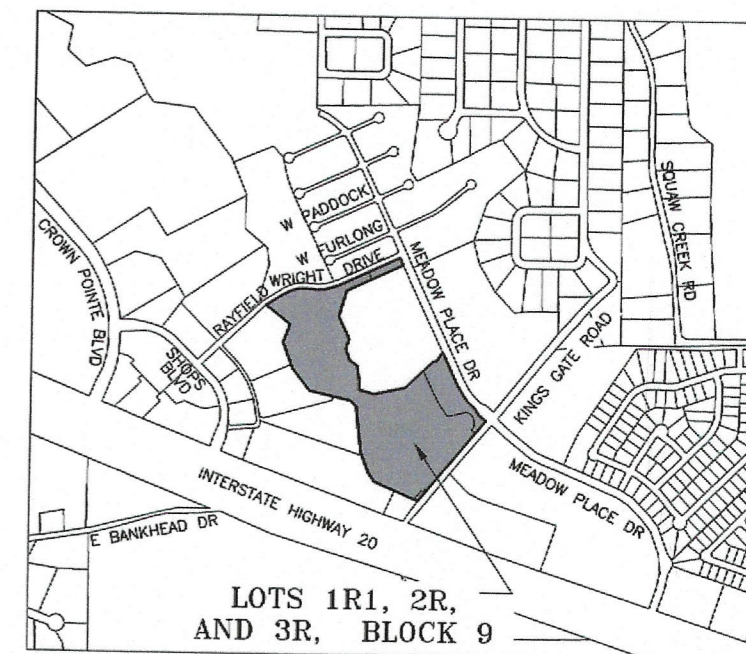 SQUAW CREEK RD
W PADDOCK
W FURLONG
CROWN POINTE BLVD
RAYFIELD WRIGHT DRIVE
MEADOW PLACE DR
SHOPS BLVD
KINGS GATE ROAD
INTERSTATE HIGHWAY 20
MEADOW PLACE DR
E BANKHEAD DR
LOTS 1R1, 2R,
AND 3R, BLOCK 9